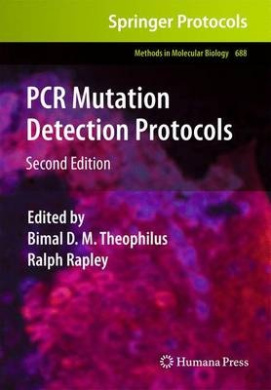 Springer Protocols
Methods in Molecular Biology 688
PCR Mutation
Detection Protocols
Second Edition
Edited by
Bimal D. M. Theophilus
Ralph Rapley
Humana Press